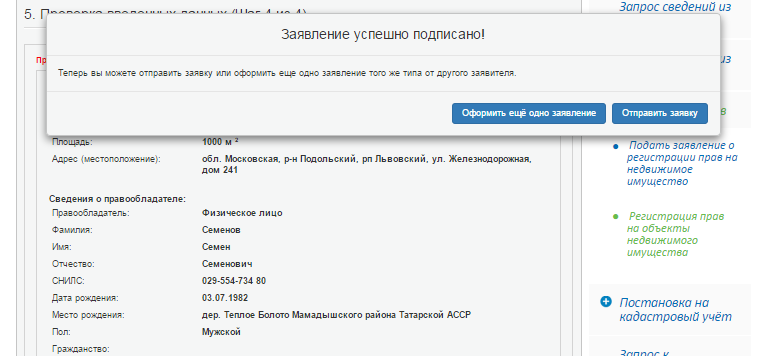 5. Проверка введенных данных (Шаг 4 из 4)
Заявление успешно подписано!
Теперь вы можете отправить заявку или оформить еще одно заявление того же типа от другого заявителя.
Оформить ещё одно заявление
Отправить заявку
Площадь: 1000 м ²
Адрес (местоположение): обл. Московская, р-н Подольский, рп Львовский, ул. Железнодорожная,
дом 241
Сведения о правообладателе:
Правообладатель: Физическое лицо
Фамилия: Семенов
Имя: Семен
Отчество: Семенович
СНИЛС: 029-554-734 80
Дата рождения: 03.07.1982
Место рождения: дер. Теплое Болото Мамадышского района Татарской АССР
Пол: Мужской
Гражданство:
Запрос сведений из
из
в
Подать заявление о
регистрации прав на
недвижимое
имущество
Регистрация прав
на объекты
недвижимого
имущества
Постановка на
кадастровый учёт
Запрос к